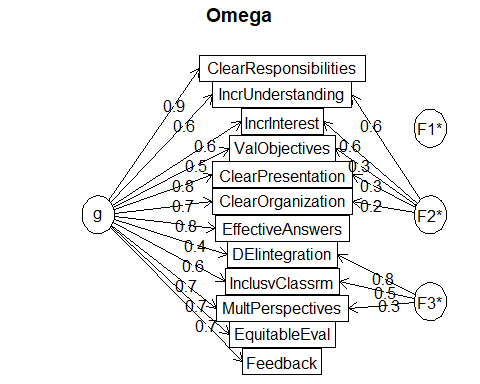 Omega
ClearResponsibilities
IncrUnderstanding
IncrInterest
ValObjectives
ClearPresentation
ClearOrganization
EffectiveAnswers
DEIintegration
InclusvClassrm
MultPerspectives
EquitableEval
Feedback
g
0.9
0.6
0.6
0.5
0.8
0.7
0.8
0.4
0.6
0.7
0.7
0.7
F1*
F2*
F3*
0.6
0.6
0.3
0.3
0.2
0.8
0.5
0.3